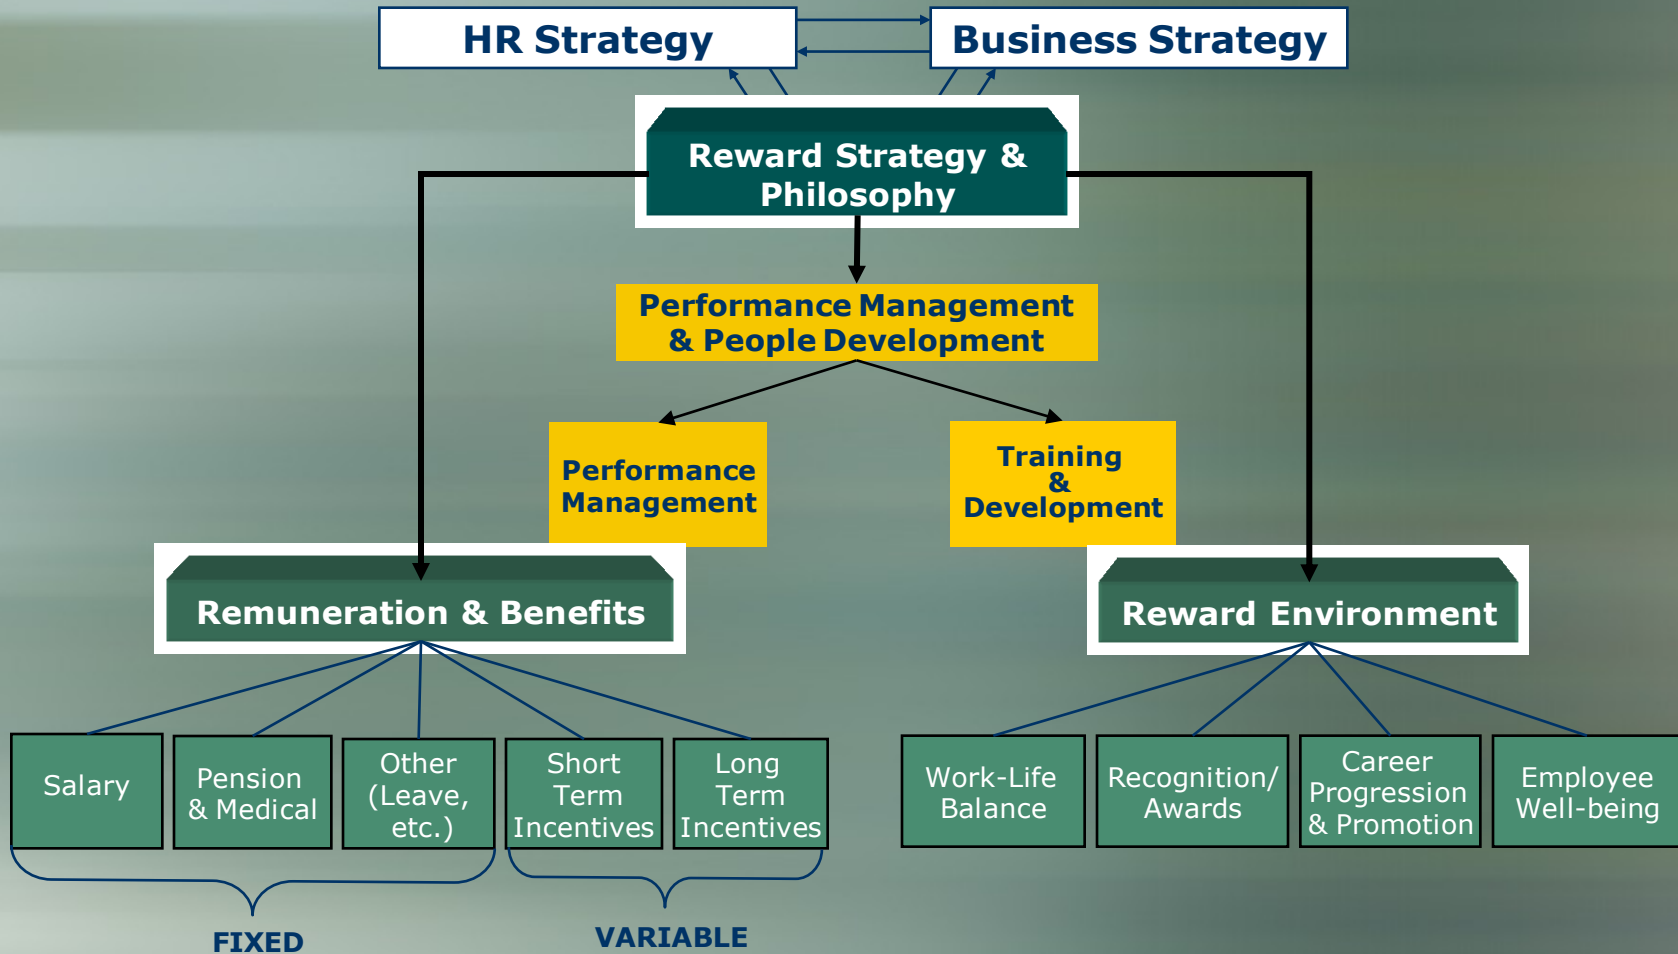 HR Strategy
Business Strategy
Reward Strategy &
Philosophy
Performance Management
& People Development
Performance
Management
Training
&
Development
Remuneration & Benefits
Reward Environment
Salary
Pension
& Medical
Other
(Leave,
etc.)
Short
Term
Incentives
Long
Term
Incentives
Work-Life
Balance
Recognition/
Awards
Career
Progression
& Promotion
Employee
Well-being
FIXED
VARIABLE